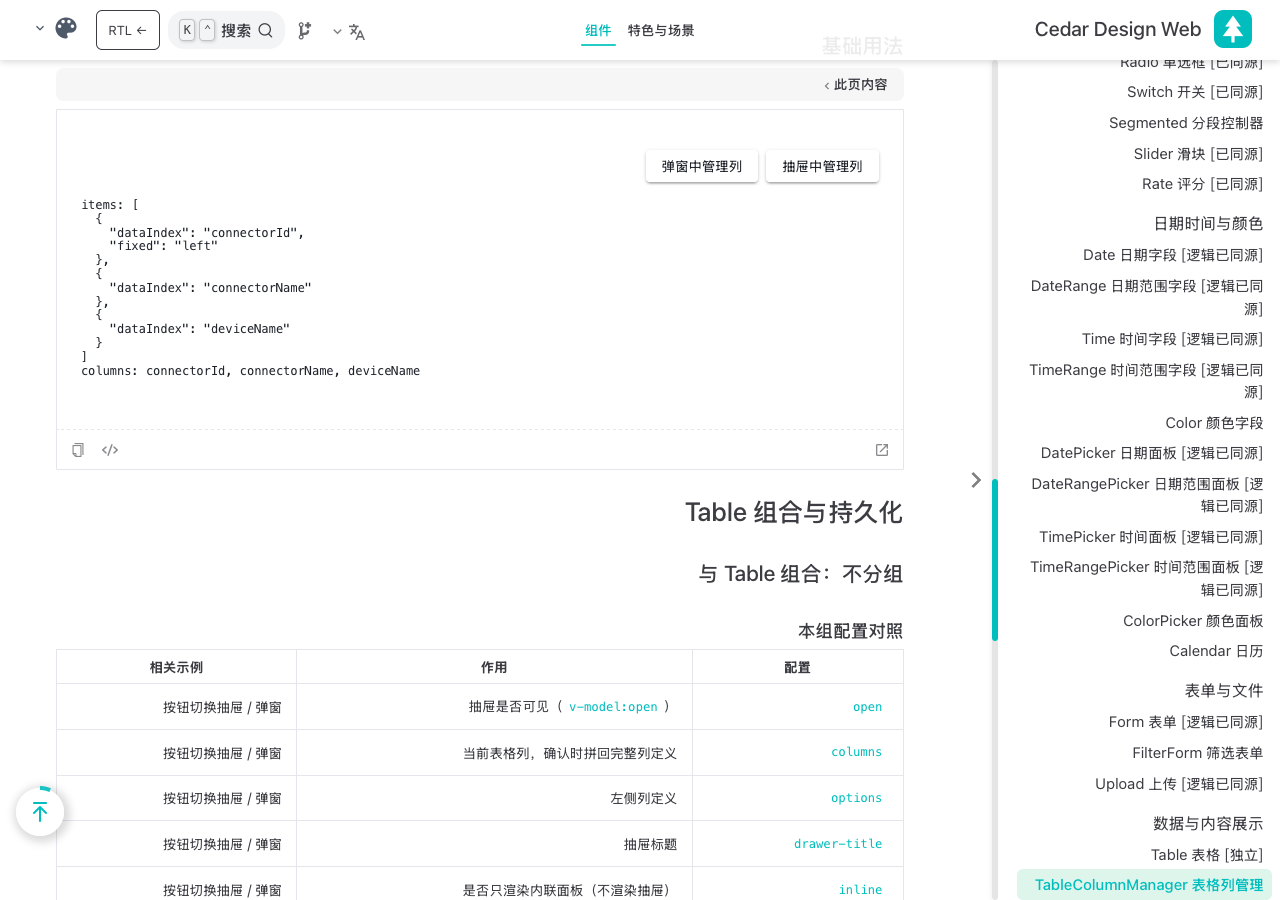 Cedar Design Web
组件
特色与场景
搜索
K
^
RTL ←
基础用法
此页内容
弹窗中管理列
抽屉中管理列
items: [
  {
    "dataIndex": "connectorId",
    "fixed": "left"
  },
  {
    "dataIndex": "connectorName"
  },
  {
    "dataIndex": "deviceName"
  }
]
columns: connectorId, connectorName, deviceName
Table 组合与持久化
与 Table 组合：不分组
本组配置对照
配置 作用 相关示例
open 抽屉是否可见（ v-model:open ） 按钮切换抽屉 / 弹窗
columns 当前表格列，确认时拼回完整列定义 按钮切换抽屉 / 弹窗
options 左侧列定义 按钮切换抽屉 / 弹窗
drawer-title 抽屉标题 按钮切换抽屉 / 弹窗
inline 是否只渲染内联面板（不渲染抽屉） 按钮切换抽屉 / 弹窗
Radio 单选框 [已同源]
Switch 开关 [已同源]
Segmented 分段控制器
Slider 滑块 [已同源]
Rate 评分 [已同源]
日期时间与颜色
Date 日期字段 [逻辑已同源]
DateRange 日期范围字段 [逻辑已同
源]
Time 时间字段 [逻辑已同源]
TimeRange 时间范围字段 [逻辑已同
源]
Color 颜色字段
DatePicker 日期面板 [逻辑已同源]
DateRangePicker 日期范围面板 [逻
辑已同源]
TimePicker 时间面板 [逻辑已同源]
TimeRangePicker 时间范围面板 [逻
辑已同源]
ColorPicker 颜色面板
Calendar 日历
表单与文件
Form 表单 [逻辑已同源]
FilterForm 筛选表单
Upload 上传 [逻辑已同源]
数据与内容展示
Table 表格 [独立]
TableColumnManager 表格列管理